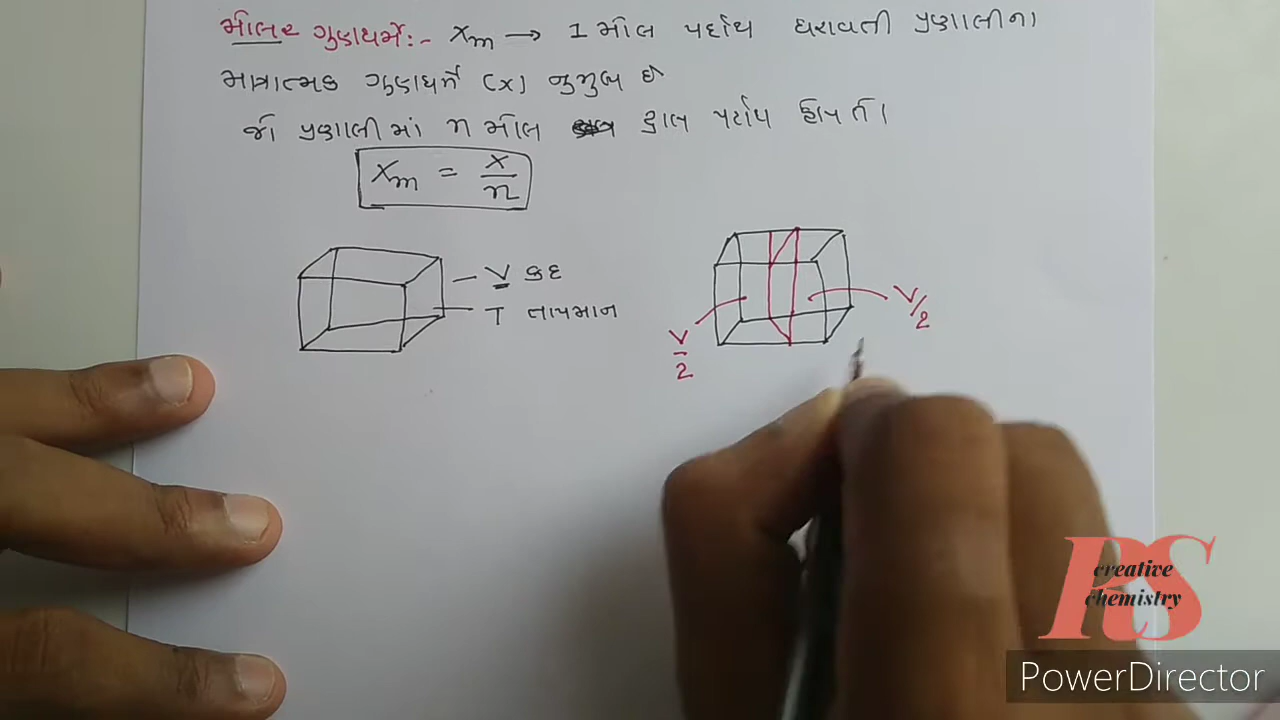 મોલર ગુણધર્મ:- Xm → 1 મોલ પદાર્થ ધરાવતી પ્રણાલીના
માત્રાત્મક ગુણધર્મ (x) નુ મુલ્ય છે
જો પ્રણાલીમાં n મોલ કુલ પદાર્થ હોય તો
Xm = x/n
V કદ
T તાપમાન
V/2
V/2
RS
creative
chemistry
PowerDirector